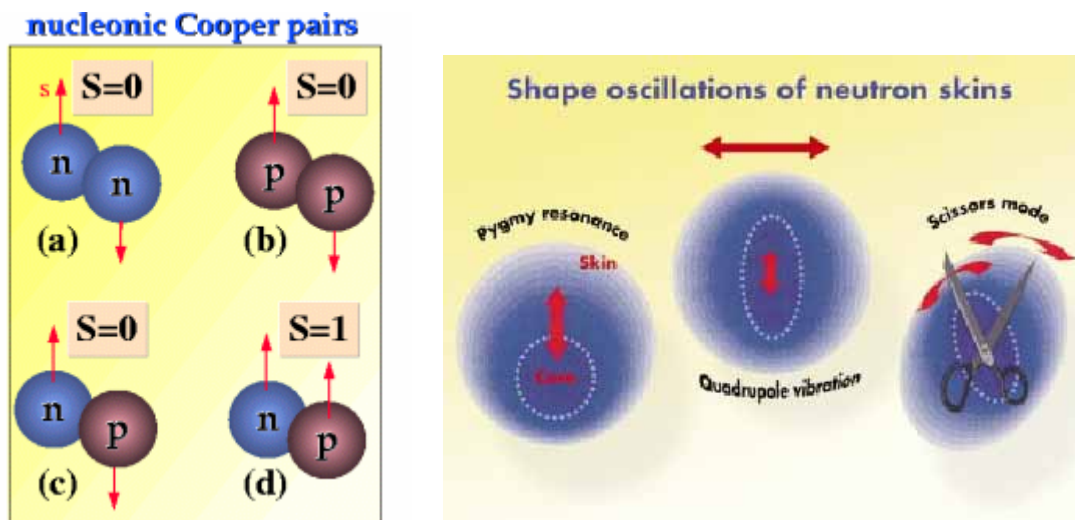 nucleonic Cooper pairs
s S=0
n
n
(a)
S=0
p
p
(b)
S=0
n
p
(c)
S=1
n
p
(d)
Shape oscillations of neutron skins
Pygmy resonance
Skin
Core
Quadrupole vibration
Scissors mode